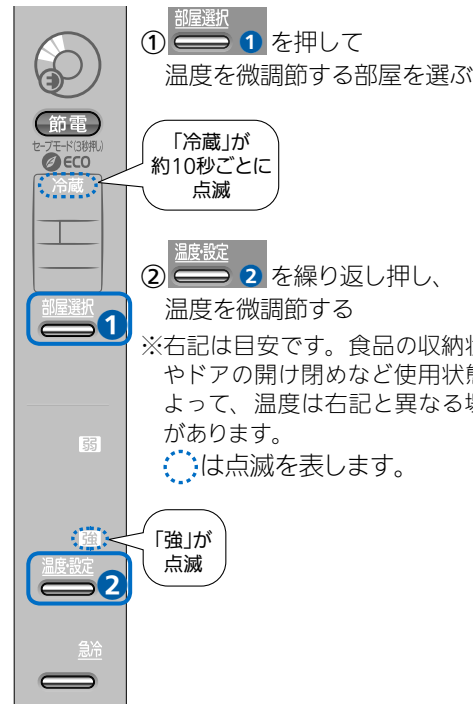 部屋選択
① ❶ を押して
温度を微調節する部屋を選ぶ
節電
セーブモード(3秒押し)
ECO
冷蔵
「冷蔵」が
約10秒ごとに
点滅
温度・設定
② ❷ を繰り返し押し、
温度を微調節する
部屋選択
❶
※右記は目安です。食品の収納
やドアの開け閉めなど使用状
よって、温度は右記と異なる
があります。
は点滅を表します。
弱
強
「強」が
点滅
温度・設定
❷
急冷